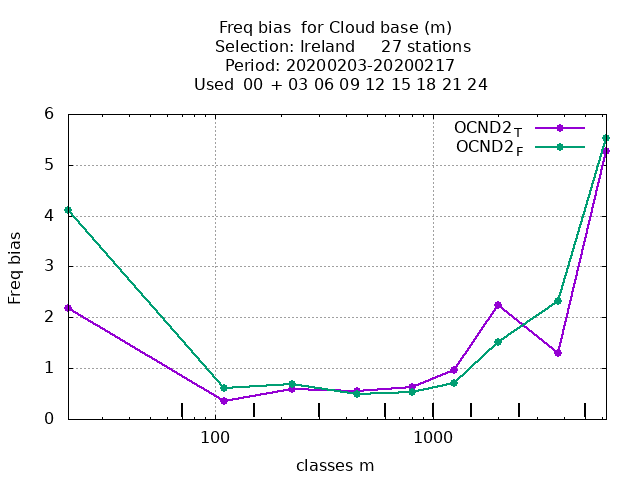 Freq bias for Cloud base (m)
Selection: Ireland 27 stations
Period: 20200203-20200217
Used 00 + 03 06 09 12 15 18 21 24
OCND2T
OCND2F
6
5
4
3
2
1
0
Freq bias
100 1000
classes m